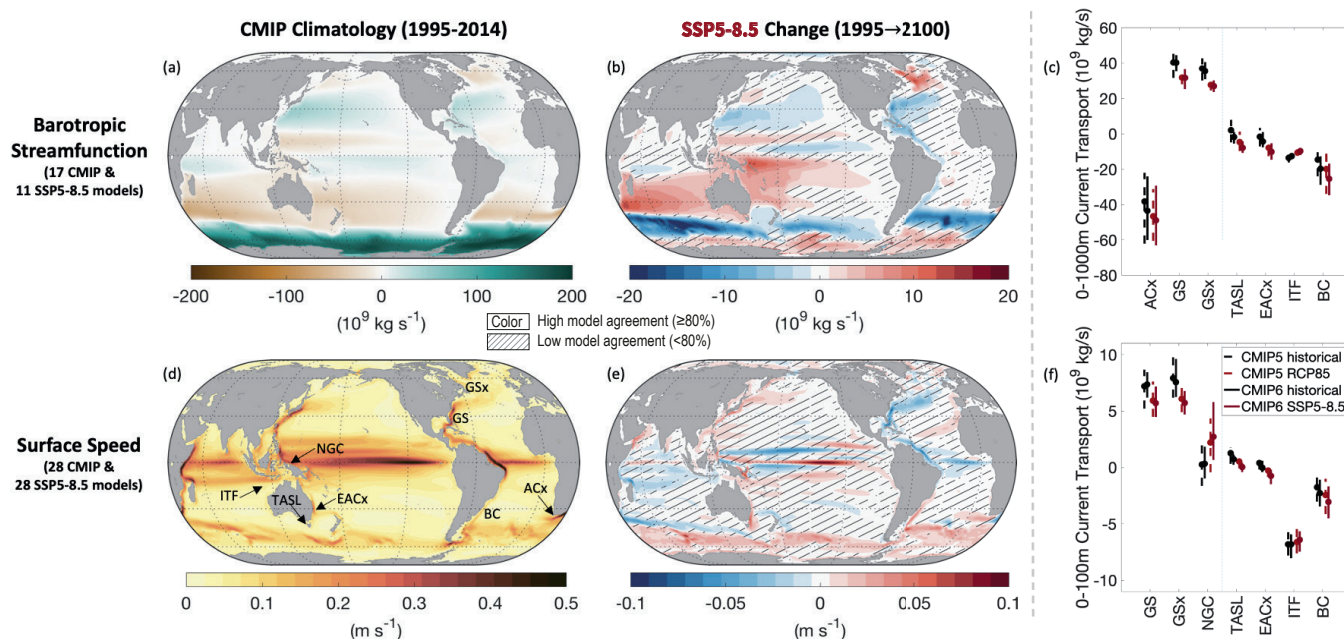 CMIP Climatology (1995-2014)
SSP5-8.5 Change (1995→2100)
Barotropic
Streamfunction
(17 CMIP &
11 SSP5-8.5 models)
(a)
-200 -100 0 100 200
(10⁹ kg s⁻¹)
(b)
-20 -10 0 10 20
(10⁹ kg s⁻¹)
Color High model agreement (≥80%)
Low model agreement (<80%)
(c)
0-1000m Current Transport (10⁹ kg/s)
60
40
20
0
-20
-40
-60
-80
ACx
GS
GSx
TASL
EACx
ITF
BC
Surface Speed
(28 CMIP &
28 SSP5-8.5 models)
(d)
GSx
GS
NGC
ITF
TASL
EACx
BC
ACx
0 0.1 0.2 0.3 0.4 0.5
(m s⁻¹)
(e)
-0.1 -0.05 0 0.05 0.1
(m s⁻¹)
(f)
0-100m Current Transport (10⁹ kg/s)
10
5
0
-5
-10
CMIP5 historical
CMIP5 RCP85
CMIP6 historical
CMIP6 SSP5-8.5
GS
GSx
NGC
TASL
EACx
ITF
BC